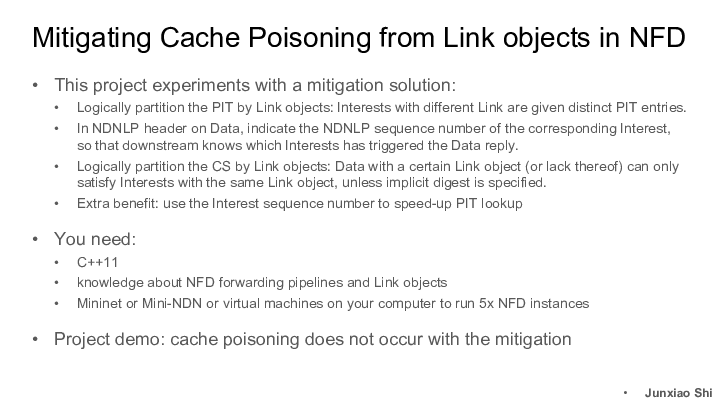 Mitigating Cache Poisoning from Link objects in NFD
• This project experiments with a mitigation solution:
• Logically partition the PIT by Link objects: Interests with different Link are given distinct PIT entries.
• In NDNLP header on Data, indicate the NDNLP sequence number of the corresponding Interest,
so that downstream knows which Interests has triggered the Data reply.
• Logically partition the CS by Link objects: Data with a certain Link object (or lack thereof) can only
satisfy Interests with the same Link object, unless implicit digest is specified.
• Extra benefit: use the Interest sequence number to speed-up PIT lookup
• You need:
• C++11
• knowledge about NFD forwarding pipelines and Link objects
• Mininet or Mini-NDN or virtual machines on your computer to run 5x NFD instances
• Project demo: cache poisoning does not occur with the mitigation
• Junxiao Shi